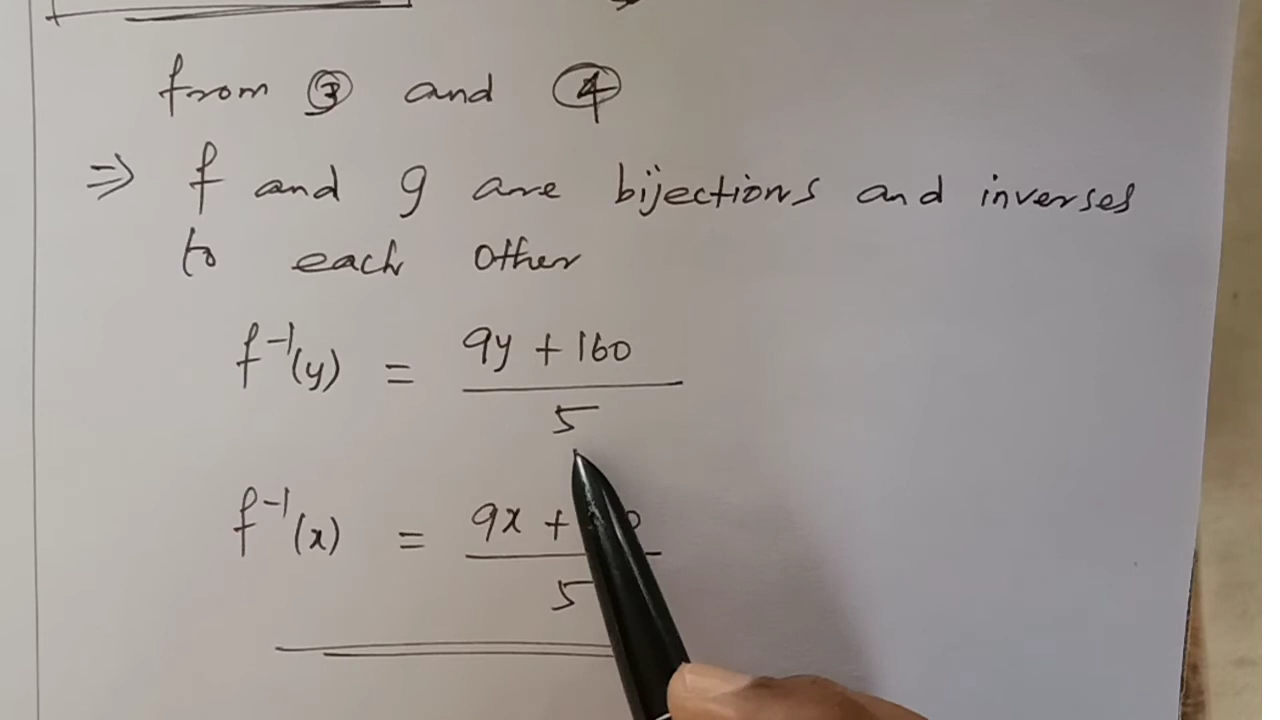 from ③ and ④
⇒ f and g are bijections and inverses
to each other
f⁻¹(y) = 9y + 160 / 5
f⁻¹(x) = 9x + / 5